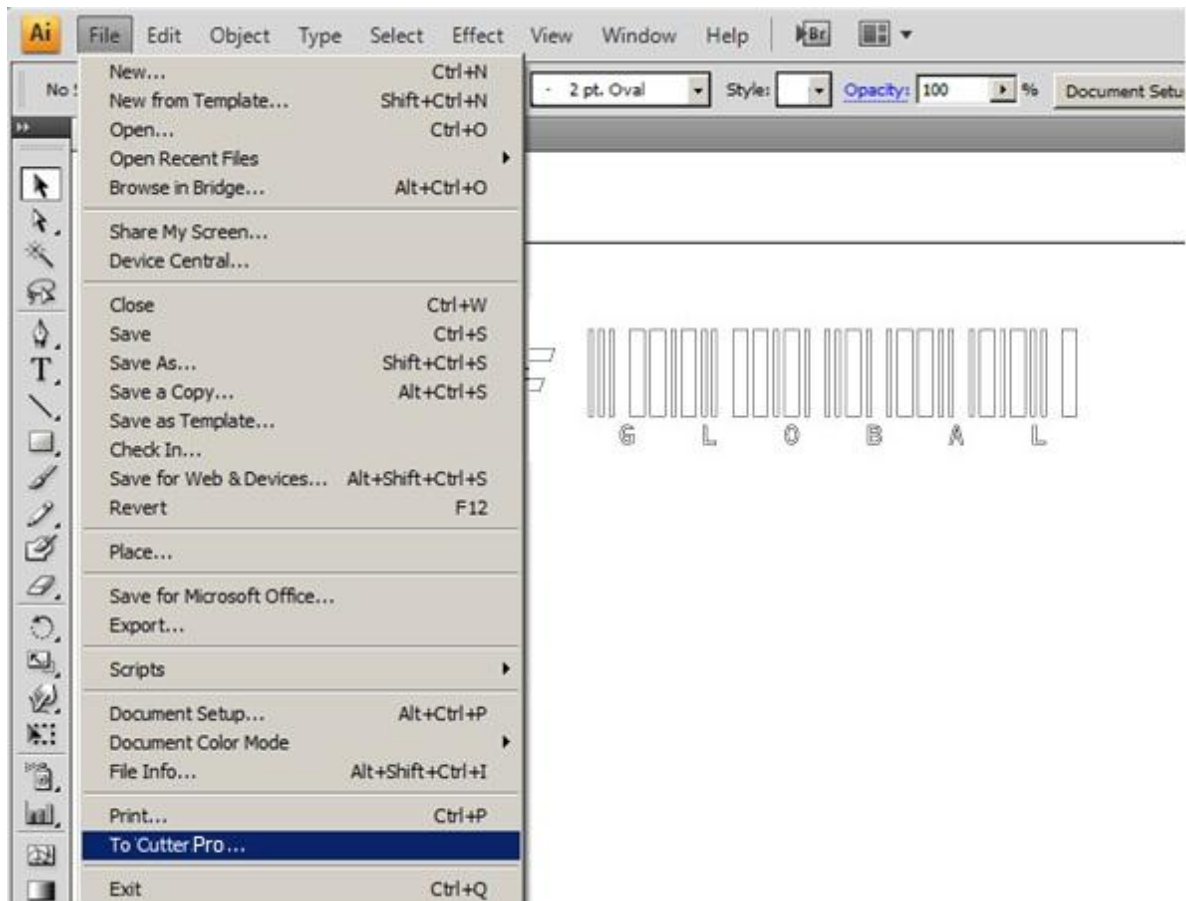 Ai File Edit Object Type Select Effect View Window Help Br
No 2 pt. Oval Style: Opacity: 100 % Document Setu
New... Ctrl+N
New from Template... Shift+Ctrl+N
Open... Ctrl+O
Open Recent Files
Browse in Bridge... Alt+Ctrl+O
Share My Screen...
Device Central...
Close Ctrl+W
Save Ctrl+S
Save As... Shift+Ctrl+S
Save a Copy... Alt+Ctrl+S
Save as Template...
Check In...
Save for Web & Devices... Alt+Shift+Ctrl+S
Revert F12
Place...
Save for Microsoft Office...
Export...
Scripts
Document Setup... Alt+Ctrl+P
Document Color Mode
File Info... Alt+Shift+Ctrl+I
Print... Ctrl+P
To Cutter Pro...
Exit Ctrl+Q
G L O B A L